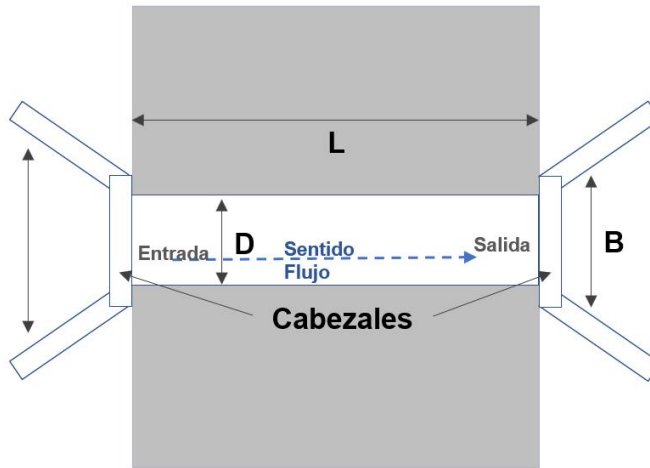 L
Entrada
D
Sentido
Flujo
Salida
B
Cabezales